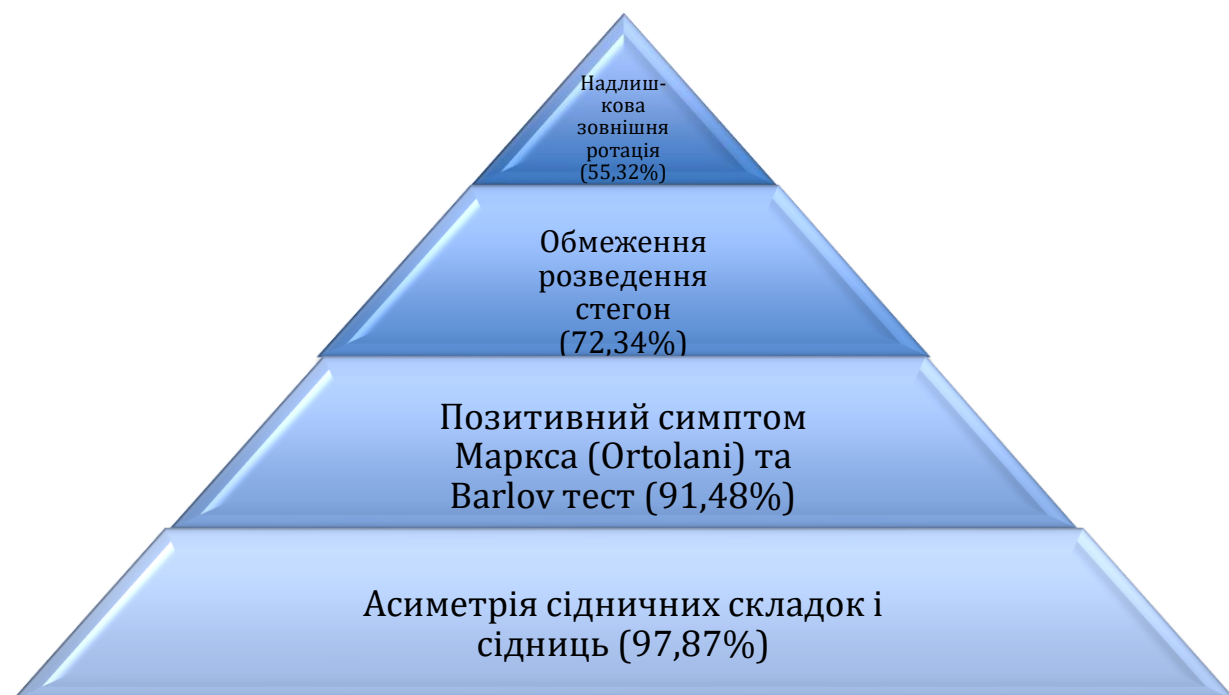 Надлиш-
кова
зовнішня
ротація
(55,32%)
Обмеження
розведення
стегон
(72,34%)
Позитивний симптом
Маркса (Ortolani) та
Barlov тест (91,48%)
Асиметрія сідничних складок і
сідниць (97,87%)